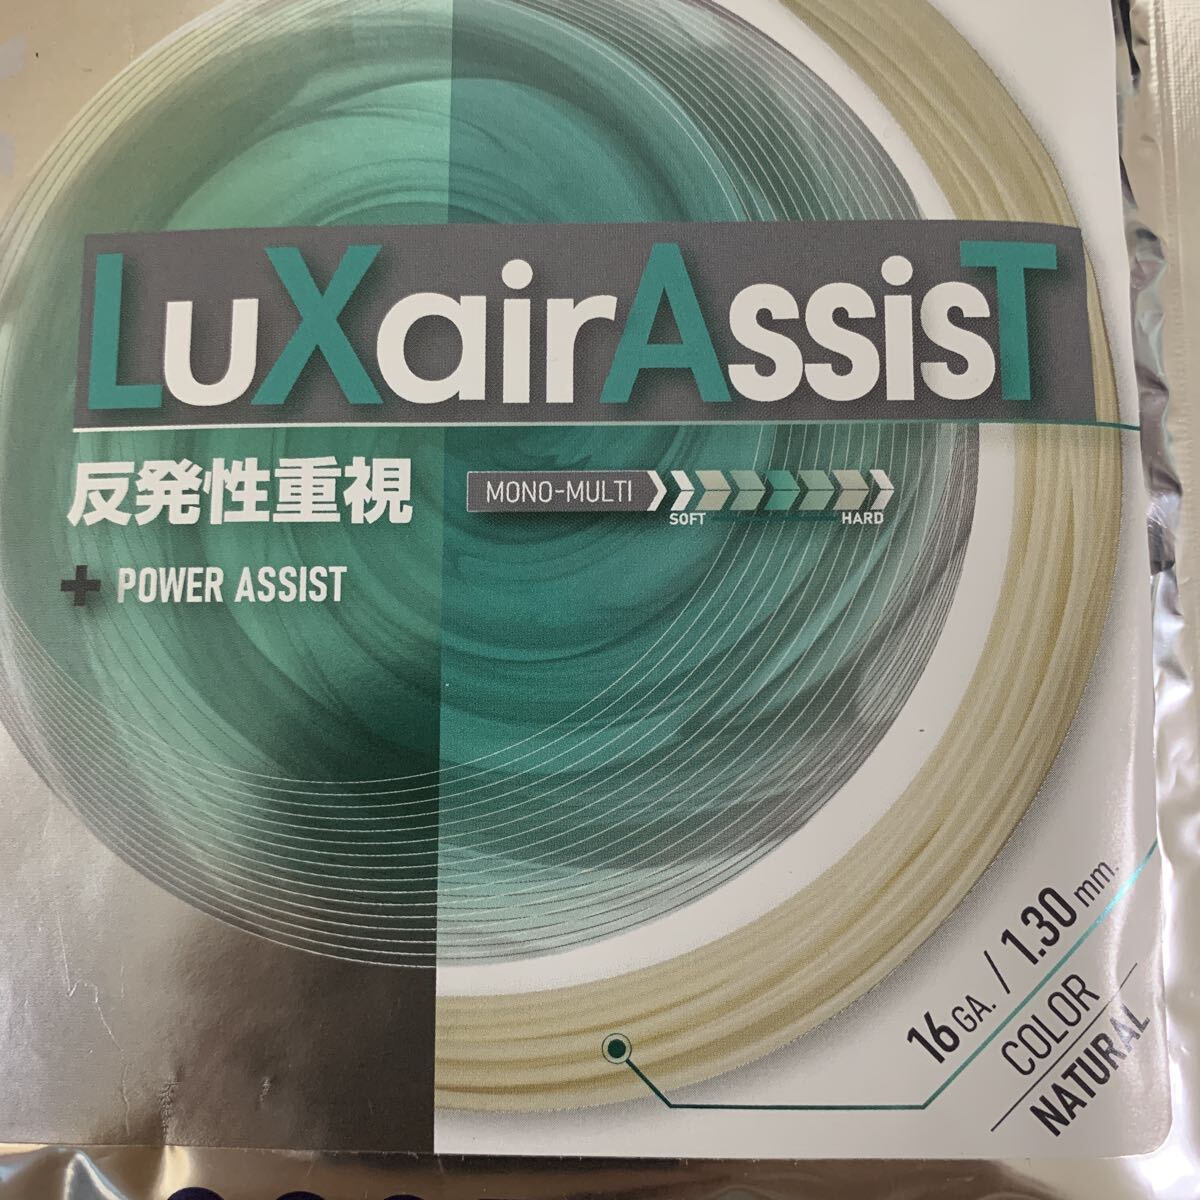 LuXairAssisT
反発性重視
MONO-MULTI
SOFT HARD
+ POWER ASSIST
16 GA. / 1.30 mm.
COLOR
NATURAL